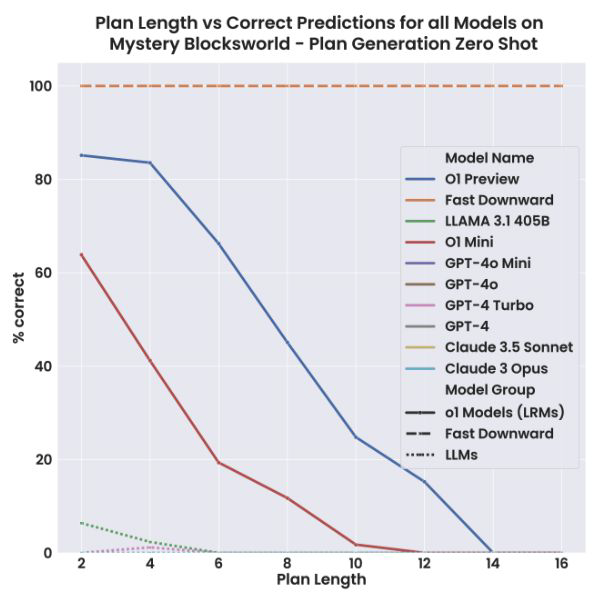 Plan Length vs Correct Predictions for all Models on
Mystery Blocksworld - Plan Generation Zero Shot
100
80
60
40
20
0
% correct
Model Name
O1 Preview
Fast Downward
LLAMA 3.1 405B
O1 Mini
GPT-4o Mini
GPT-4o
GPT-4 Turbo
GPT-4
Claude 3.5 Sonnet
Claude 3 Opus
Model Group
o1 Models (LRMs)
Fast Downward
LLMs
2 4 6 8 10 12 14 16
Plan Length